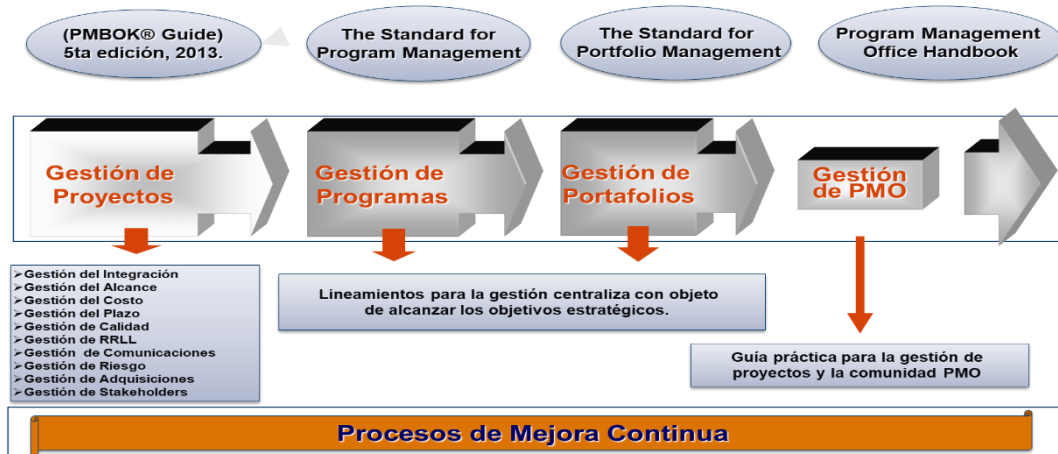 (PMBOK® Guide)
5ta edición, 2013.
The Standard for
Program Management
The Standard for
Portfolio Management
Program Management
Office Handbook
Gestión de
Proyectos
Gestión de
Programas
Gestión de
Portafolios
Gestión
de PMO
➢Gestión del Integración
➢Gestión del Alcance
➢Gestión del Costo
➢Gestión del Plazo
➢Gestión de Calidad
➢Gestión de RRLL
➢Gestión  de Comunicaciones
➢Gestión de Riesgo
➢Gestión de Adquisiciones
➢Gestión de Stakeholders
Lineamientos para la gestión centraliza con objeto
de alcanzar los objetivos estratégicos.
Guía práctica para la gestión de
proyectos y la comunidad PMO
Procesos de Mejora Continua